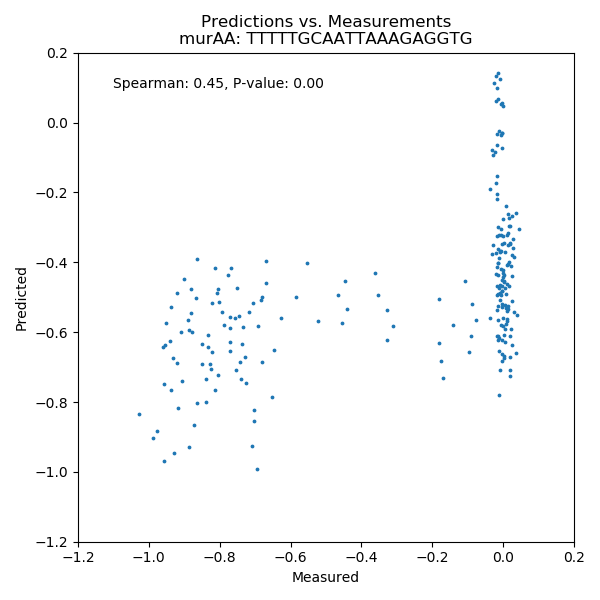 Predictions vs. Measurements
murAA: TTTTTGCAATTAAAGAGGTG
Spearman: 0.45, P-value: 0.00
0.2
0.0
−0.2
−0.4
−0.6
−0.8
−1.0
−1.2
Predicted
−1.2 −1.0 −0.8 −0.6 −0.4 −0.2 0.0 0.2
Measured